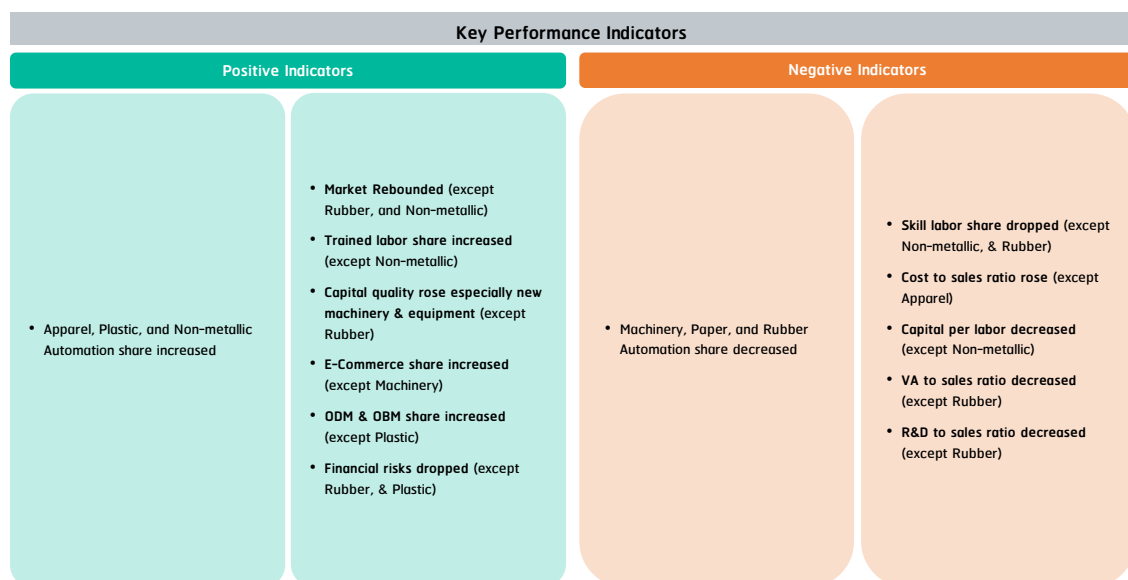 Key Performance Indicators
Positive Indicators
• Apparel, Plastic, and Non-metallic
Automation share increased
• Market Rebounded (except
Rubber, and Non-metallic)
• Trained labor share increased
(except Non-metallic)
• Capital quality rose especially new
machinery & equipment (except
Rubber)
• E-Commerce share increased
(except Machinery)
• ODM & OBM share increased
(except Plastic)
• Financial risks dropped (except
Rubber, & Plastic)
Negative Indicators
• Machinery, Paper, and Rubber
Automation share decreased
• Skill labor share dropped (except
Non-metallic, & Rubber)
• Cost to sales ratio rose (except
Apparel)
• Capital per labor decreased
(except Non-metallic)
• VA to sales ratio decreased
(except Rubber)
• R&D to sales ratio decreased
(except Rubber)